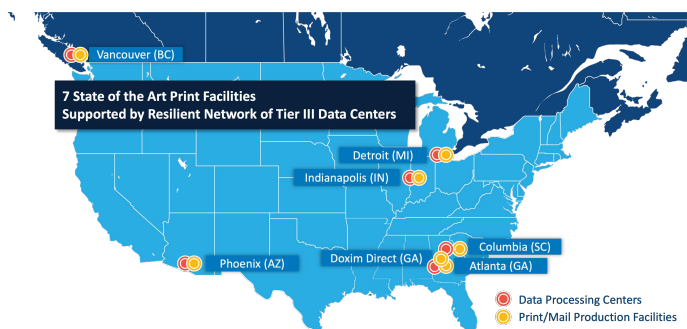 Vancouver (BC)
7 State of the Art Print Facilities
Supported by Resilient Network of Tier III Data Centers
Detroit (MI)
Indianapolis (IN)
Columbia (SC)
Doxim Direct (GA)
Phoenix (AZ)
Atlanta (GA)
Data Processing Centers
Print/Mail Production Facilities